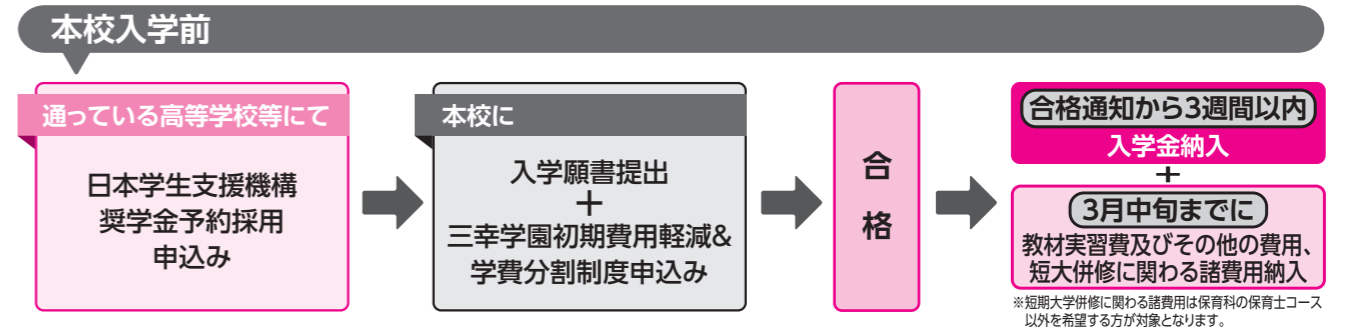 本校入学前
通っている高等学校等にて
日本学生支援機構
奨学金予約採用
申込み
本校に
入学願書提出
＋
三幸学園初期費用軽減&
学費分割制度申込み
合
格
合格通知から3週間以内
入学金納入
＋
3月中旬までに
教材実習費及びその他の費用、
短大併修に関わる諸費用納入
※短期大学併修に関わる諸費用は保育科の保育士コース
以外を希望する方が対象となります。